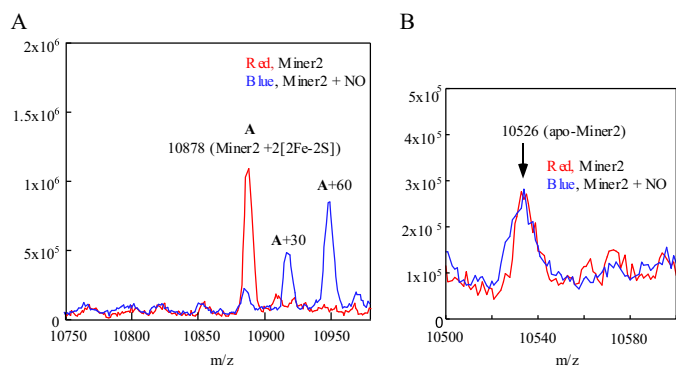 A
2x10⁶
1.5x10⁶
1x10⁶
5x10⁵
0
Red, Miner2
Blue, Miner2 + NO
A
10878 (Miner2 +2[2Fe-2S])
A+60
A+30
10750 10800 10850 10900 10950
m/z
B
5x10⁵
4x10⁵
3x10⁵
2x10⁵
1x10⁵
0
10526 (apo-Miner2)
Red, Miner2
Blue, Miner2 + NO
10500 10540 10580
m/z